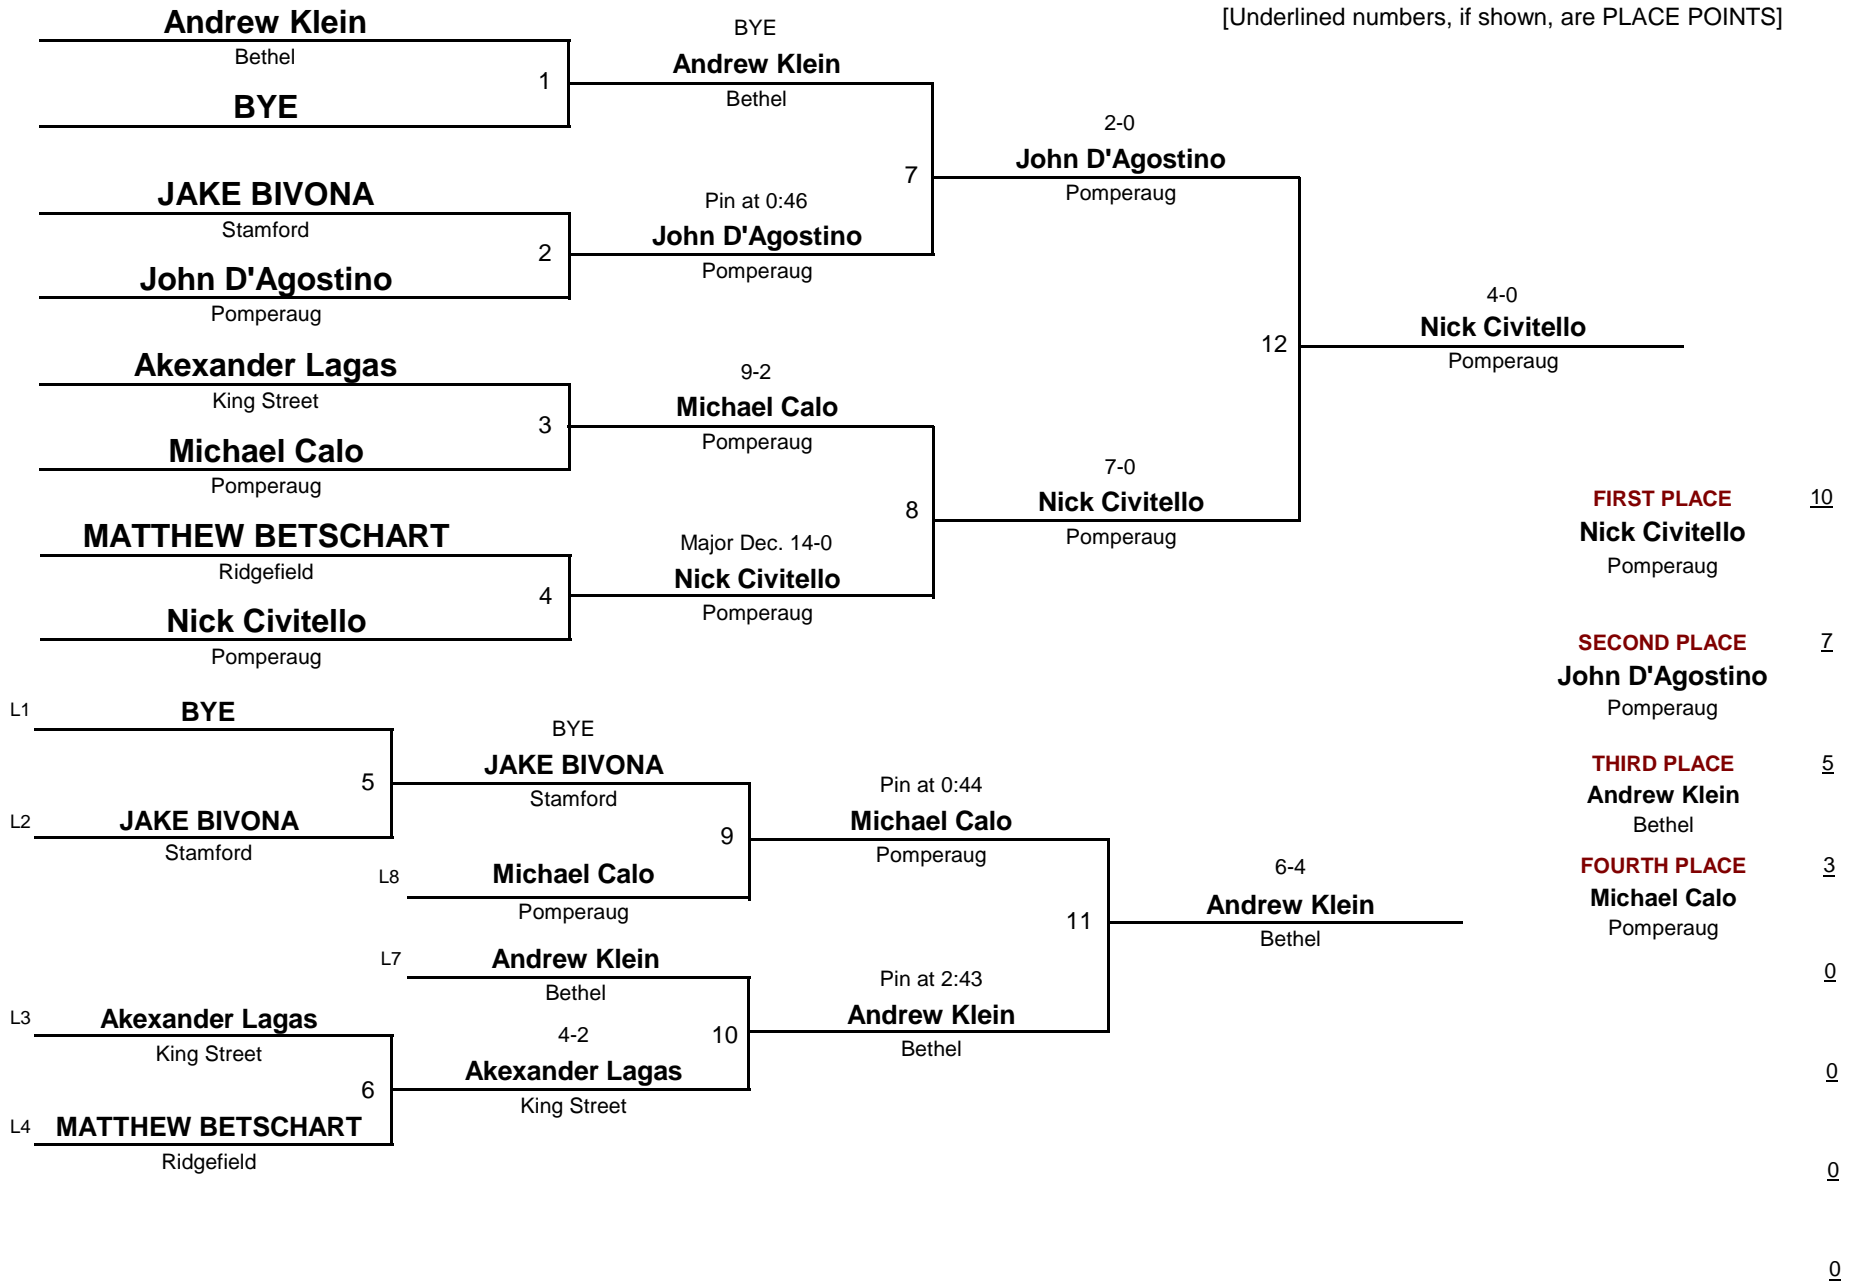 [Underlined numbers, if shown, are PLACE POINTS]
Andrew Klein
Bethel
1
BYE
JAKE BIVONA
Stamford
2
John D'Agostino
Pomperaug
Akexander Lagas
King Street
3
Michael Calo
Pomperaug
MATTHEW BETSCHART
Ridgefield
4
Nick Civitello
Pomperaug
BYE
Andrew Klein
Bethel
7
Pin at 0:46
John D'Agostino
Pomperaug
9-2
Michael Calo
Pomperaug
8
Major Dec. 14-0
Nick Civitello
Pomperaug
2-0
John D'Agostino
Pomperaug
12
7-0
Nick Civitello
Pomperaug
4-0
Nick Civitello
Pomperaug
FIRST PLACE 10
Nick Civitello
Pomperaug
SECOND PLACE 7
John D'Agostino
Pomperaug
THIRD PLACE 5
Andrew Klein
Bethel
FOURTH PLACE 3
Michael Calo
Pomperaug
0
0
0
0
L1 BYE
5
L2 JAKE BIVONA
Stamford
L3 Akexander Lagas
King Street
6
L4 MATTHEW BETSCHART
Ridgefield
BYE
JAKE BIVONA
Stamford
9
L8 Michael Calo
Pomperaug
L7 Andrew Klein
Bethel
4-2
10
Akexander Lagas
King Street
Pin at 0:44
Michael Calo
Pomperaug
11
Pin at 2:43
Andrew Klein
Bethel
6-4
Andrew Klein
Bethel